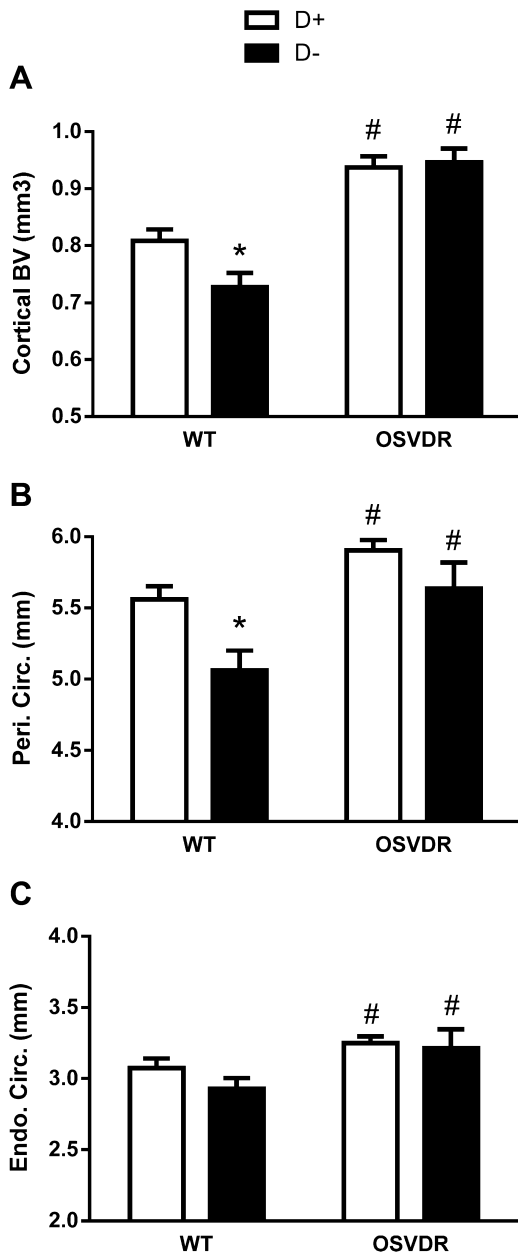 D+
D-
A
# #
*
1.0
0.9
0.8
0.7
0.6
0.5
Cortical BV (mm3)
WT OSVDR
B
# #
*
6.0
5.5
5.0
4.5
4.0
Peri. Circ. (mm)
WT OSVDR
C
# #
4.0
3.5
3.0
2.5
2.0
Endo. Circ. (mm)
WT OSVDR